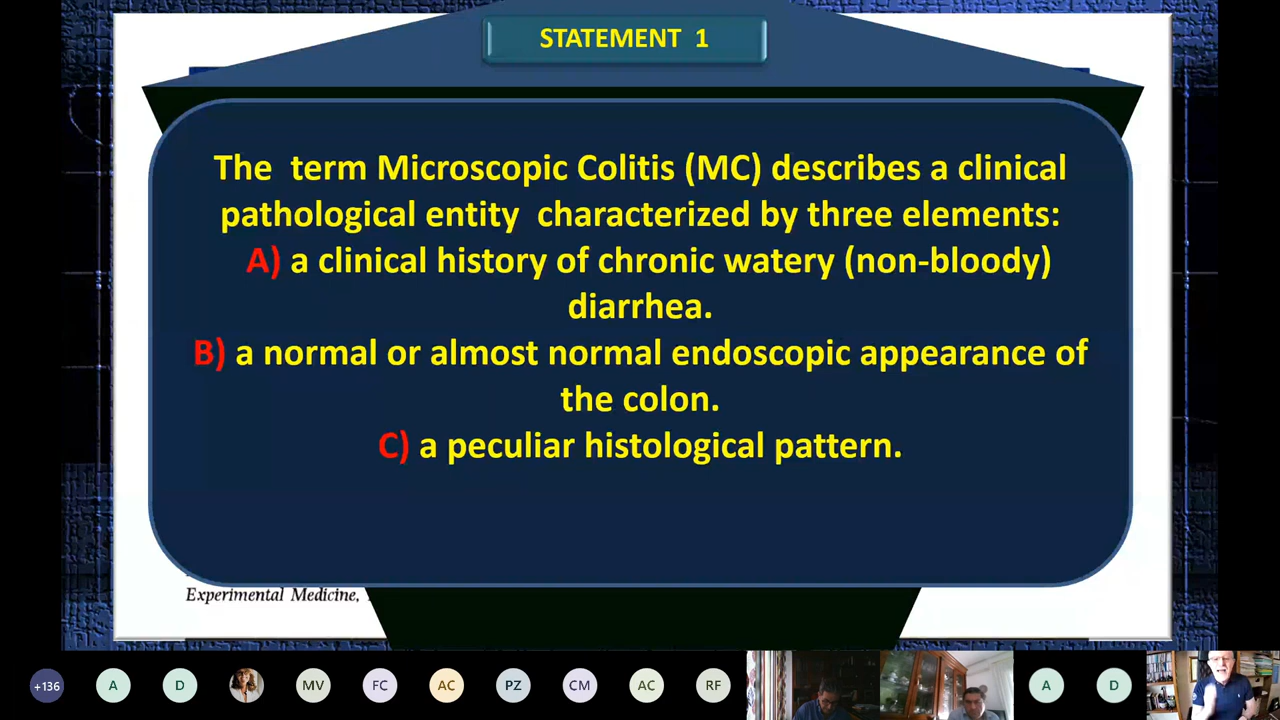 STATEMENT 1
The term Microscopic Colitis (MC) describes a clinical
pathological entity characterized by three elements:
A) a clinical history of chronic watery (non-bloody)
diarrhea.
B) a normal or almost normal endoscopic appearance of
the colon.
C) a peculiar histological pattern.
Experimental Medicine,
+136 A D MV FC AC PZ CM AC RF A D